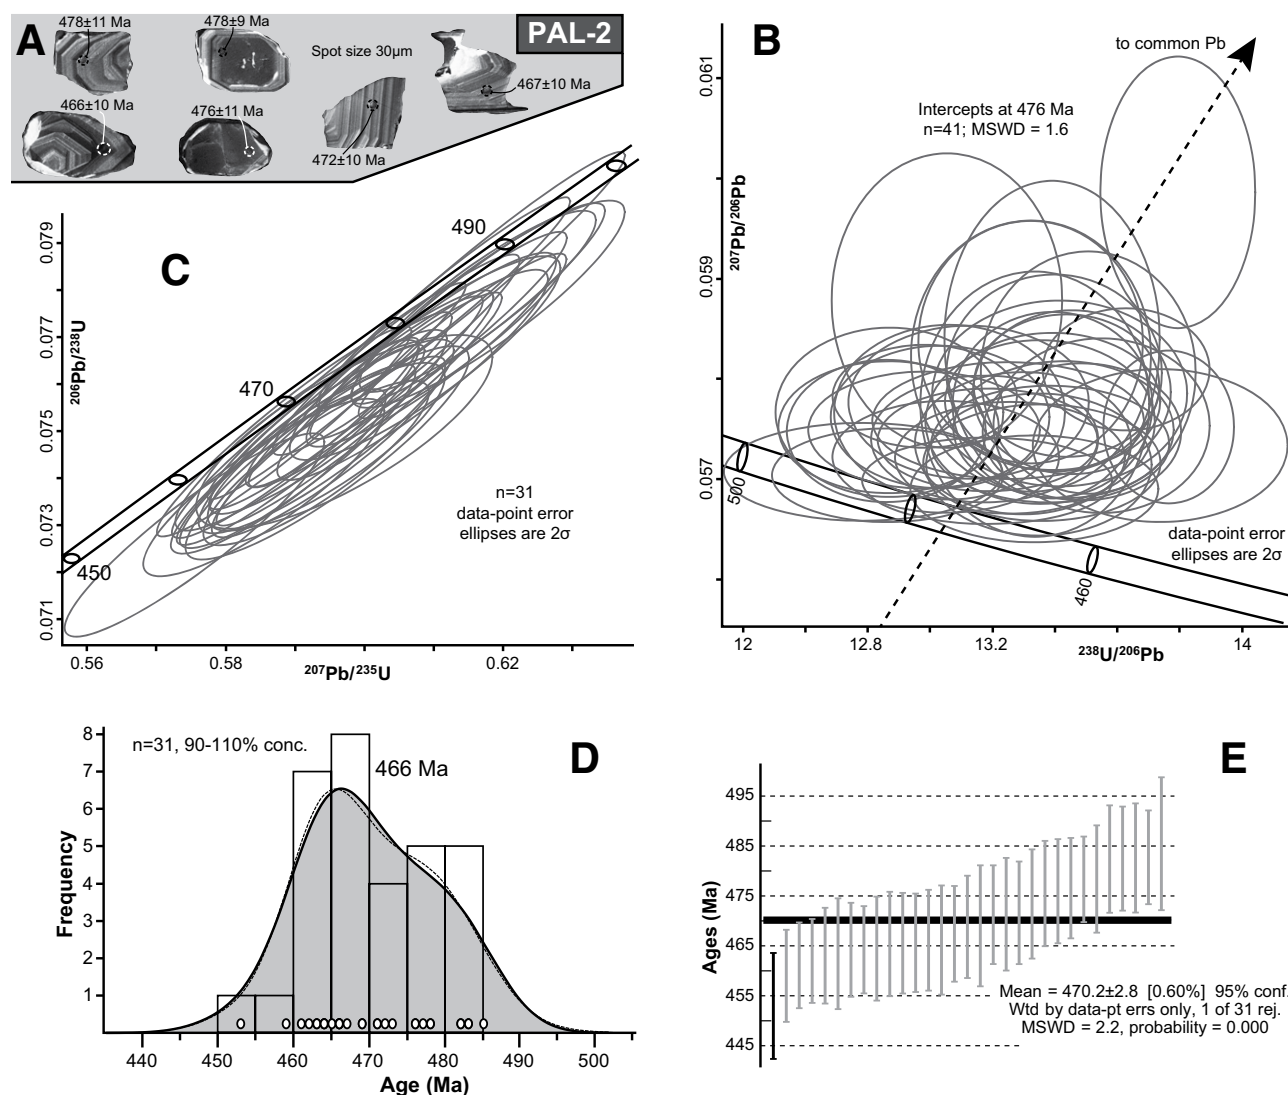 A
478±11 Ma
478±9 Ma
Spot size 30µm
PAL-2
467±10 Ma
466±10 Ma
476±11 Ma
472±10 Ma
B
to common Pb
Intercepts at 476 Ma
n=41; MSWD = 1.6
0.061
0.059
0.057
207Pb/206Pb
500
460
data-point error
ellipses are 2σ
12
12.8
13.2
14
238U/206Pb
C
0.079
0.077
0.075
0.073
0.071
206Pb/238U
490
470
450
n=31
data-point error
ellipses are 2σ
0.56
0.58
0.62
207Pb/235U
D
n=31, 90-110% conc.
466 Ma
8
7
6
5
4
3
2
1
Frequency
440
450
460
470
480
490
500
Age (Ma)
E
495
485
475
465
455
445
Ages (Ma)
Mean = 470.2±2.8 [0.60%] 95% conf.
Wtd by data-pt errs only, 1 of 31 rej.
MSWD = 2.2, probability = 0.000